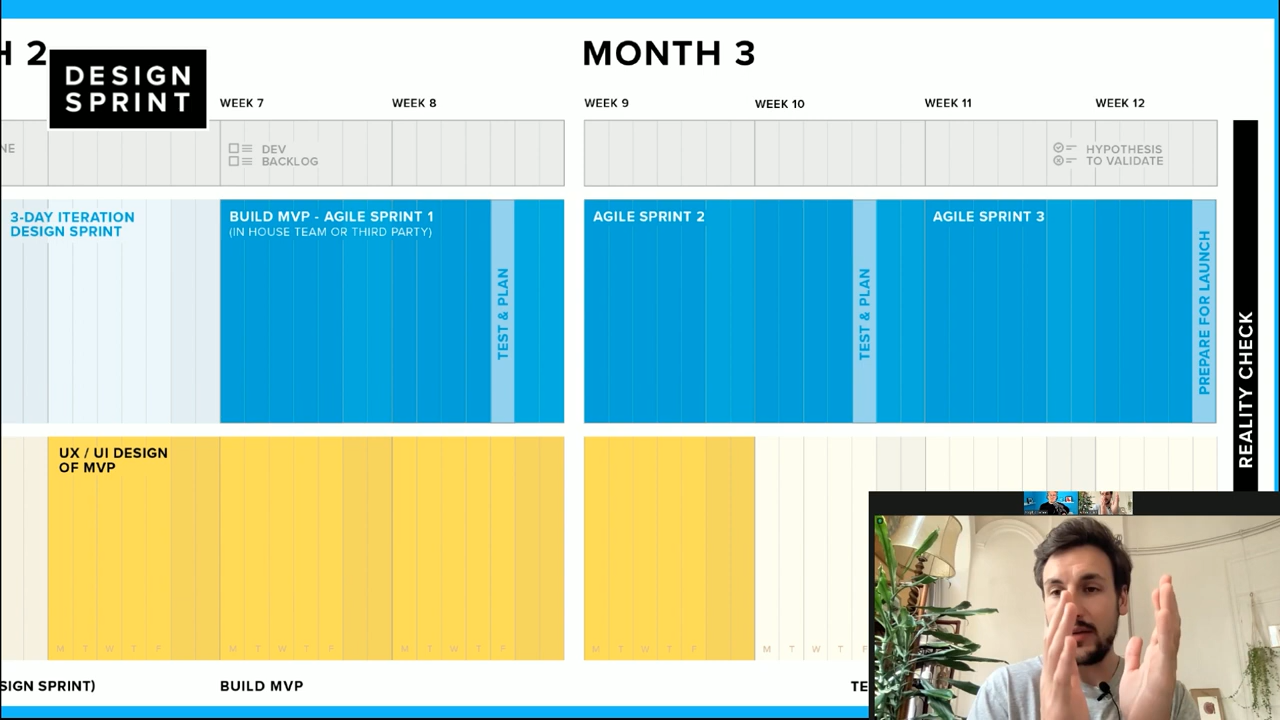 H 2
DESIGN
SPRINT
MONTH 3
WEEK 7
WEEK 8
WEEK 9
WEEK 10
WEEK 11
WEEK 12
NE
DEV
BACKLOG
HYPOTHESIS
TO VALIDATE
3-DAY ITERATION
DESIGN SPRINT
BUILD MVP - AGILE SPRINT 1
(IN HOUSE TEAM OR THIRD PARTY)
TEST & PLAN
AGILE SPRINT 2
TEST & PLAN
AGILE SPRINT 3
PREPARE FOR LAUNCH
REALITY CHECK
UX / UI DESIGN
OF MVP
M T W T F
M T W T F
M T W T F
M T W T F
M T W T F
SIGN SPRINT)
BUILD MVP
TE